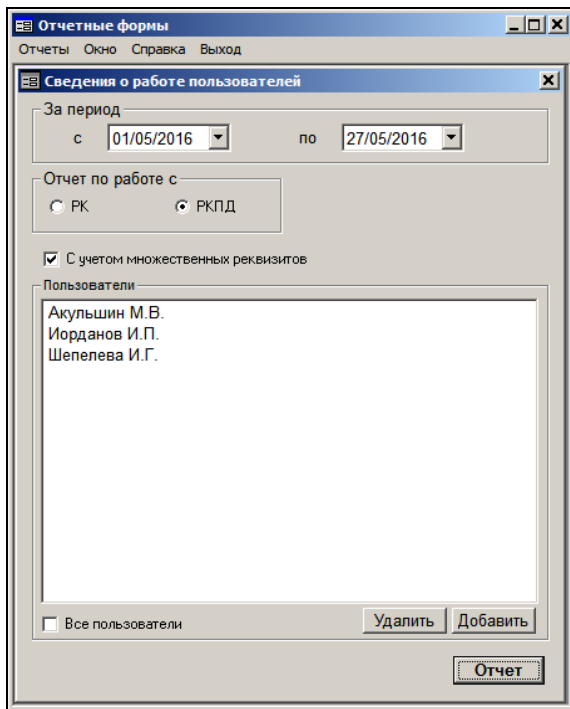 Отчетные формы
Отчеты Окно Справка Выход
Сведения о работе пользователей
За период
с 01/05/2016 по 27/05/2016
Отчет по работе с
РК РКПД
С учетом множественных реквизитов
Пользователи
Акульшин М.В.
Иорданов И.П.
Шепелева И.Г.
Все пользователи Удалить Добавить
Отчет